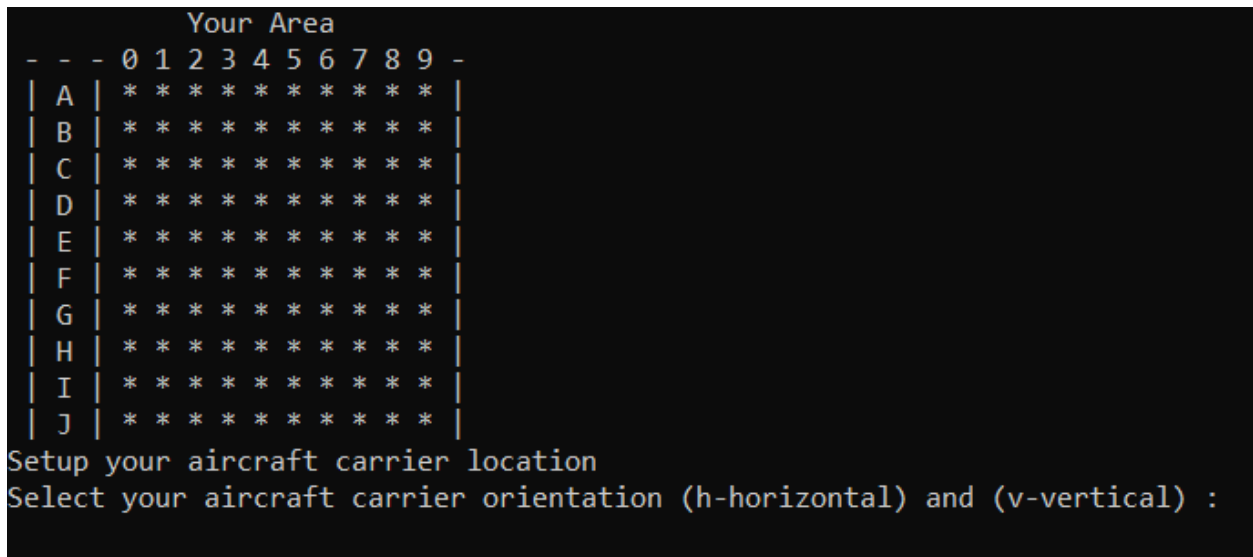 Your Area
- - - 0 1 2 3 4 5 6 7 8 9 -
| A | * * * * * * * * * * |
| B | * * * * * * * * * * |
| C | * * * * * * * * * * |
| D | * * * * * * * * * * |
| E | * * * * * * * * * * |
| F | * * * * * * * * * * |
| G | * * * * * * * * * * |
| H | * * * * * * * * * * |
| I | * * * * * * * * * * |
| J | * * * * * * * * * * |
Setup your aircraft carrier location
Select your aircraft carrier orientation (h-horizontal) and (v-vertical) :